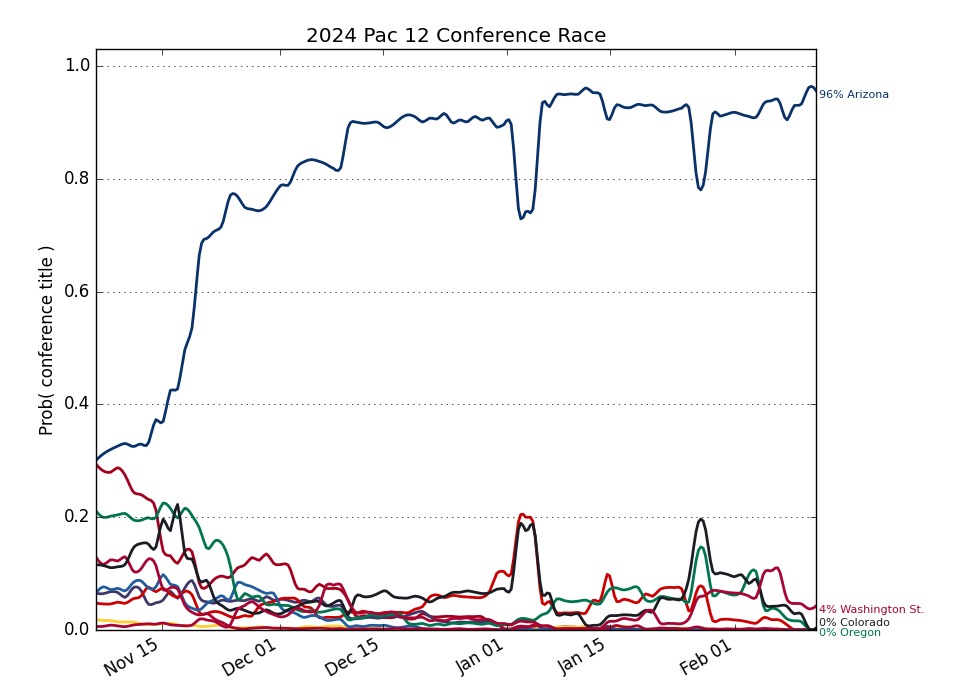 2024 Pac 12 Conference Race
Prob( conference title )
1.0
0.8
0.6
0.4
0.2
0.0
Nov 15
Dec 01
Dec 15
Jan 01
Jan 15
Feb 01
96% Arizona
4% Washington St.
0% Colorado
0% Oregon